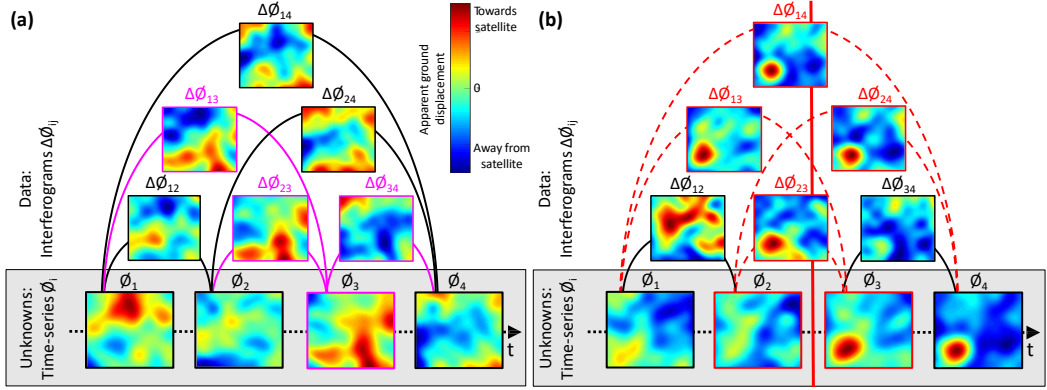 (a)
ΔØ14
Towards
satellite
0
Away from
satellite
Apparent ground
displacement
ΔØ13
ΔØ24
ΔØ12
ΔØ23
ΔØ34
Data:
Interferograms ΔØij
Ø1
Ø2
Ø3
Ø4
Unknowns:
Time-series Øi
t
(b)
ΔØ14
ΔØ13
ΔØ24
ΔØ12
ΔØ23
ΔØ34
Data:
Interferograms ΔØij
Ø1
Ø2
Ø3
Ø4
Unknowns:
Time-series Øi
t